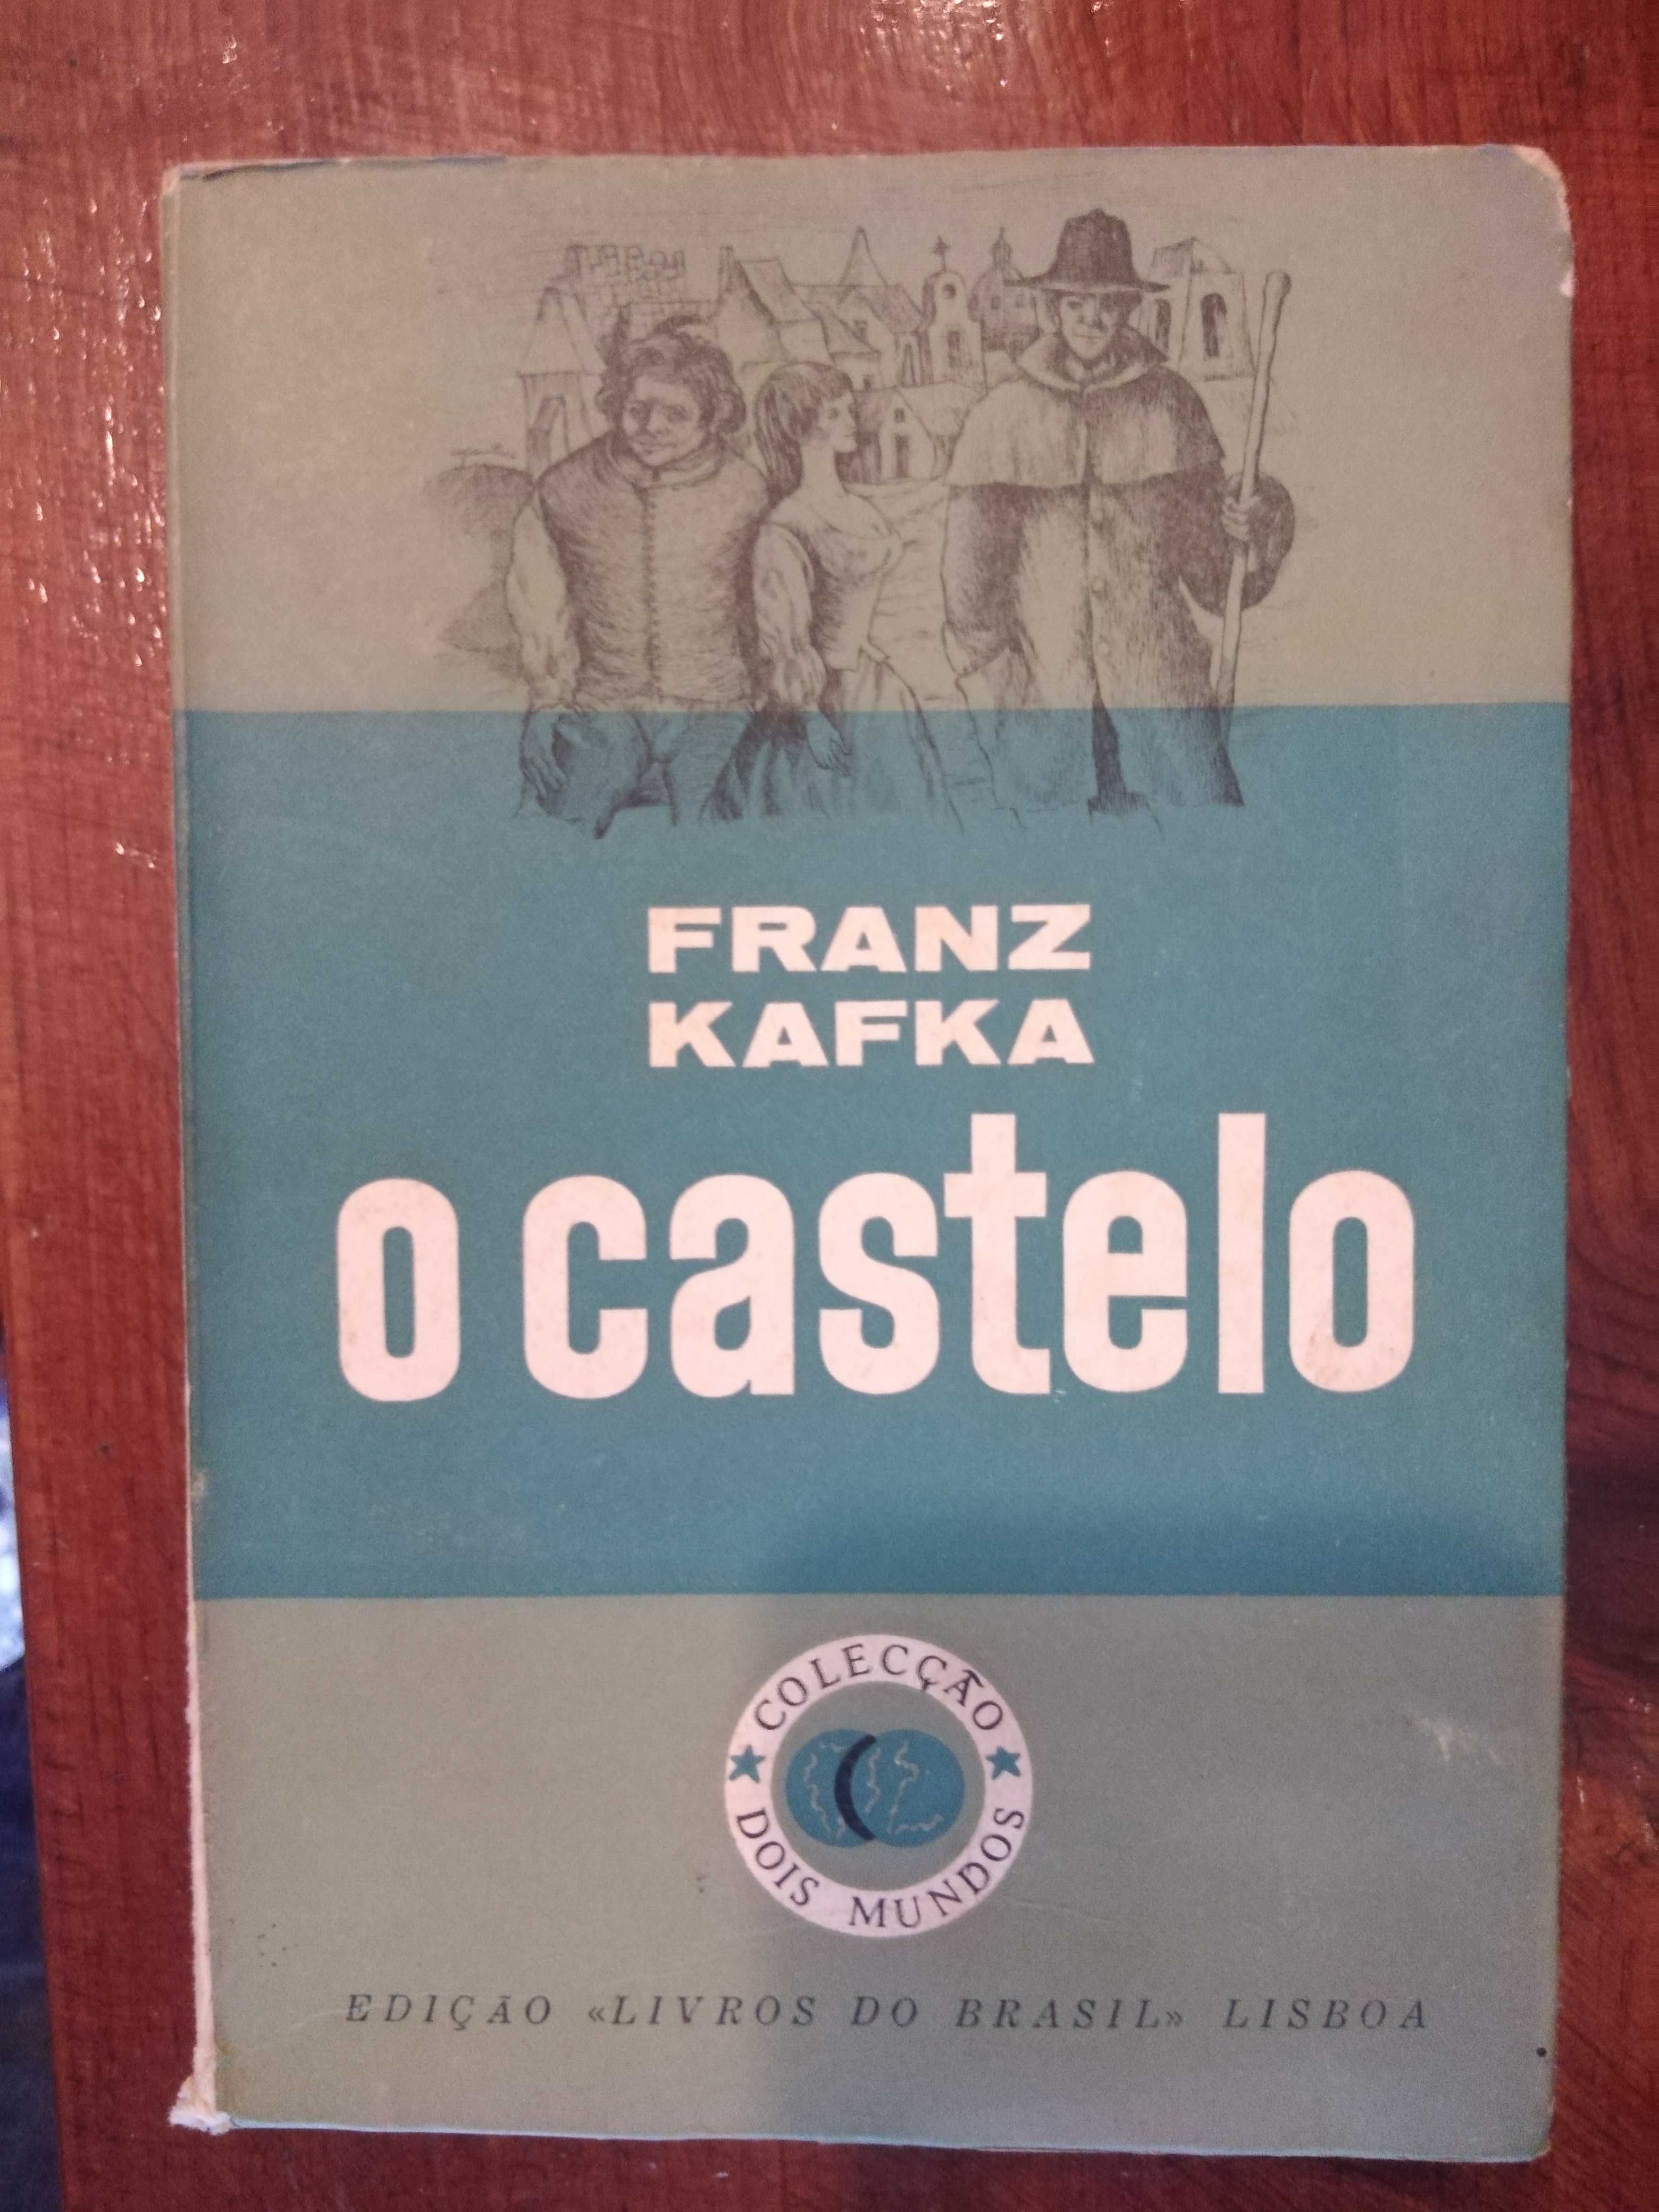 FRANZ
KAFKA
o castelo
COLECÇÃO
DOIS MUNDOS
EDIÇÃO «LIVROS DO BRASIL» LISBOA